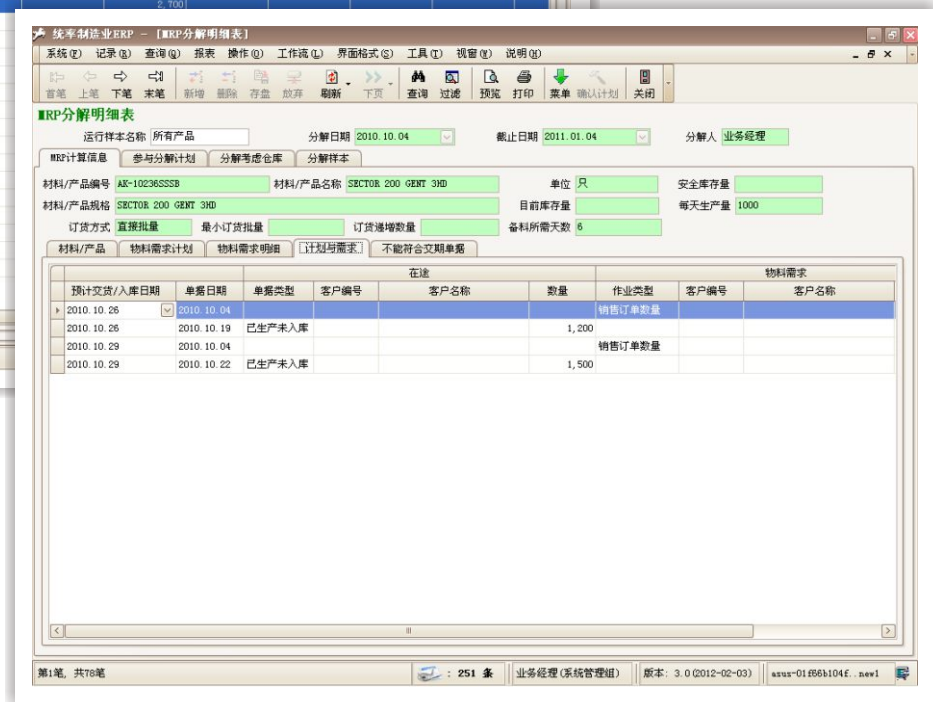 2,700
统率制造业ERP - [MRP分解明细表]
系统(F) 记录(R) 查询(Q) 报表 操作(O) 工作流(L) 界面格式(S) 工具(T) 视窗(W) 说明(H)
首笔 上笔 下笔 末笔 新增 删除 存盘 放弃 刷新 下页 查询 过滤 预览 打印 菜单 确认计划 关闭
MRP分解明细表
运行样本名称 所有产品 分解日期 2010.10.04 截止日期 2011.01.04 分解人 业务经理
MRP计算信息 参与分解计划 分解考虑仓库 分解样本
材料/产品编号 AK-10236SSSB 材料/产品名称 SECTOR 200 GENT 3HD 单位 只 安全库存量
材料/产品规格 SECTOR 200 GENT 3HD 目前库存量 每天生产量 1000
订货方式 直接批量 最小订货批量 订货递增数量 备料所需天数 6
材料/产品 物料需求计划 物料需求明细 计划与需求 不能符合交期单据
在途 物料需求
预计交货/入库日期 单据日期 单据类型 客户编号 客户名称 数量 作业类型 客户编号 客户名称
2010.10.26 2010.10.04 销售订单数量
2010.10.26 2010.10.19 已生产未入库 1,200
2010.10.29 2010.10.04 销售订单数量
2010.10.29 2010.10.22 已生产未入库 1,500
第1笔, 共78笔 : 251 条 业务经理(系统管理组) 版本: 3.0(2012-02-03) asus-01f66b104f..new1